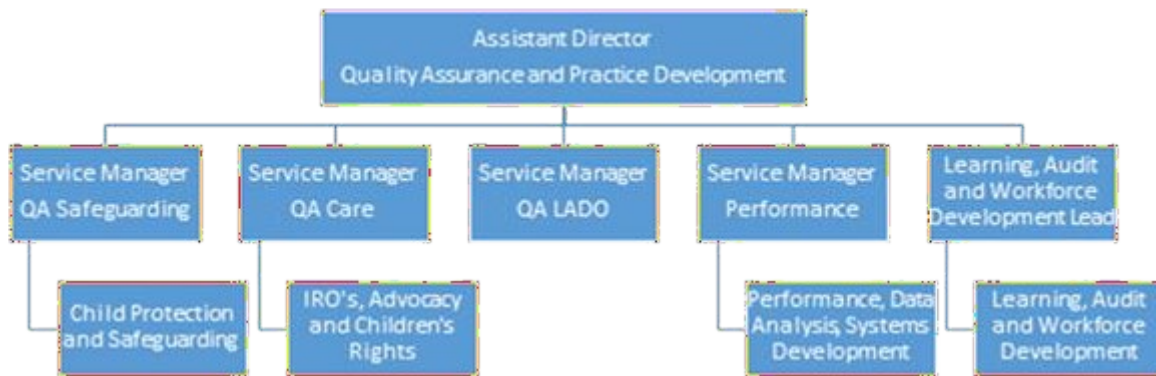 Assistant Director
Quality Assurance and Practice Development
Service Manager
QA Safeguarding
Service Manager
QA Care
Service Manager
QA LADO
Service Manager
Performance
Learning, Audit
and Workforce
Development Lead
Child Protection
and Safeguarding
IRO's, Advocacy
and Children's
Rights
Performance, Data
Analysis, Systems
Development
Learning, Audit
and Workforce
Development